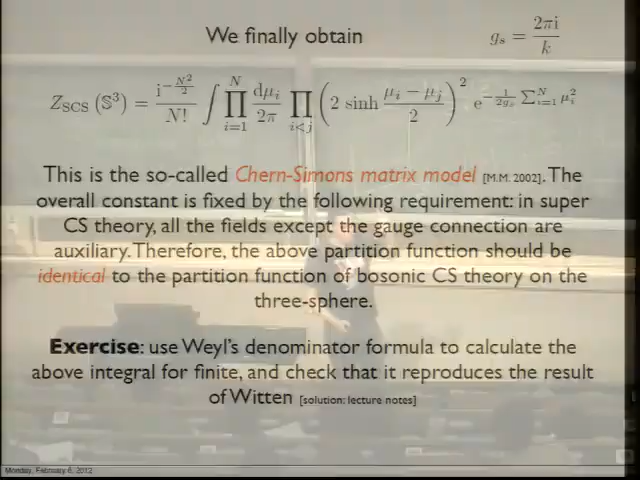 We finally obtain
g_s = 2πi / k
Z_SCS (𝕊³) = i^{-N²/2} / N! ∫ ∏_{i=1}^{N} dμ_i / 2π ∏_{i<j} (2 sinh (μ_i − μ_j) / 2)² e^{−1/(2g_s) ∑_{i=1}^{N} μ_i²}
This is the so-called Chern-Simons matrix model [M.M. 2002]. The
overall constant is fixed by the following requirement: in super
CS theory, all the fields except the gauge connection are
auxiliary. Therefore, the above partition function should be
identical to the partition function of bosonic CS theory on the
three-sphere.
Exercise: use Weyl's denominator formula to calculate the
above integral for finite, and check that it reproduces the result
of Witten [solution: lecture notes]
Monday, February 6, 2012